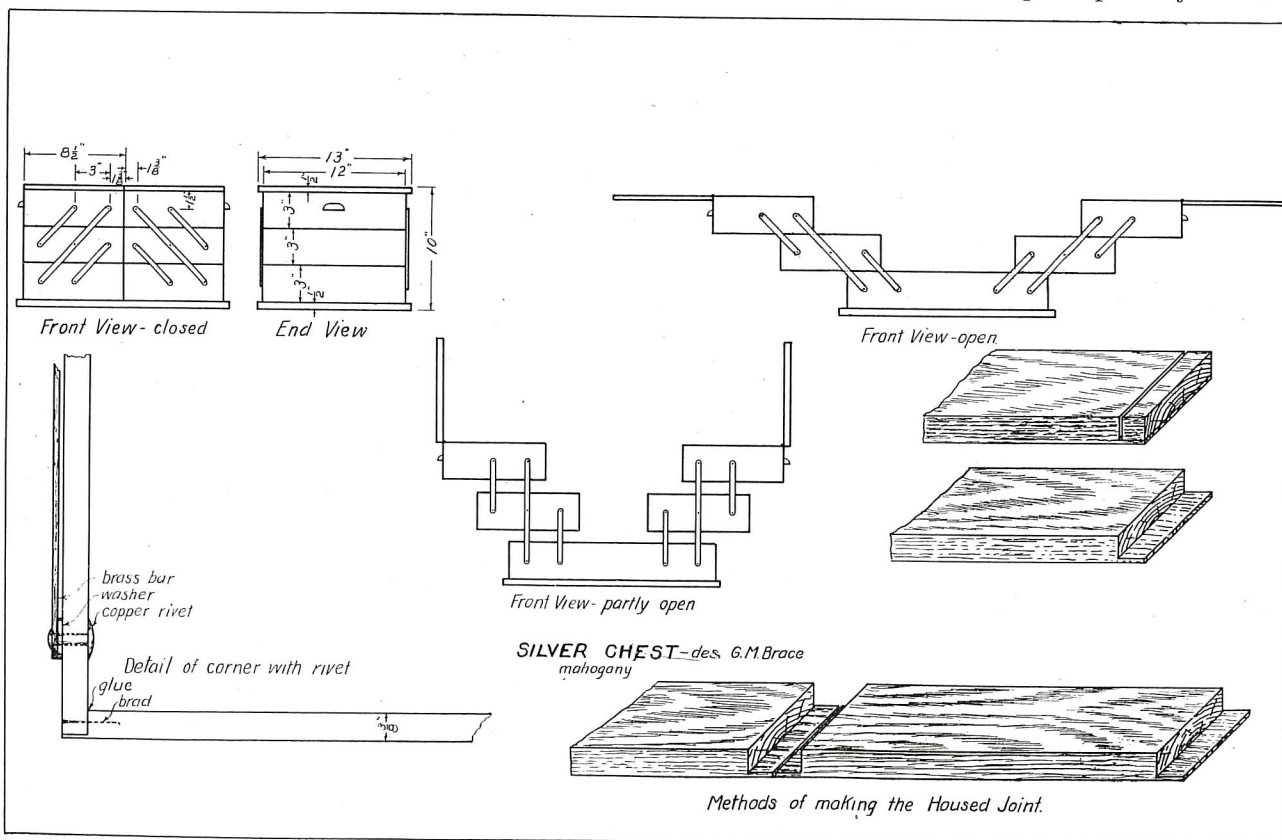 8½"
3"
1⅜"
1⅜"
1½"
Front View - closed
13"
12"
½"
3"
3"
3"
½"
10"
End View
Front View - open.
Front View - partly open
brass bar
washer
copper rivet
Detail of corner with rivet
glue
brad
⅜"
SILVER CHEST - des. G.M.Brace
mahogany
Methods of making the Housed Joint.